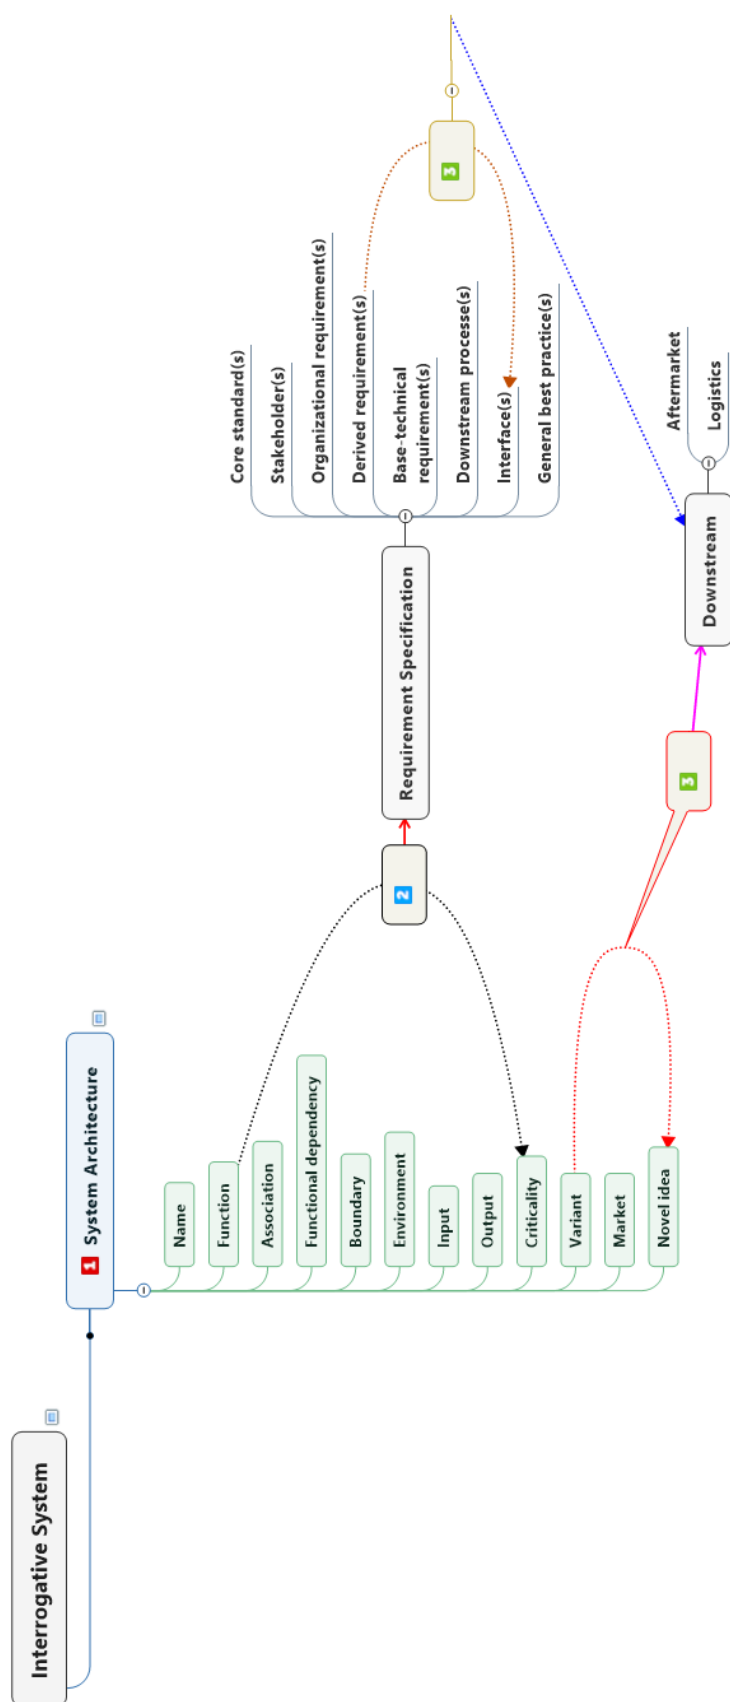 Interrogative System
1 System Architecture
Name
Function
Association
Functional dependency
Boundary
Environment
Input
Output
Criticality
Variant
Market
Novel idea
2
Requirement Specification
Core standard(s)
Stakeholder(s)
Organizational requirement(s)
Derived requirement(s)
Base-technical
requirement(s)
Downstream processe(s)
Interface(s)
General best practice(s)
3
3
Downstream
Aftermarket
Logistics